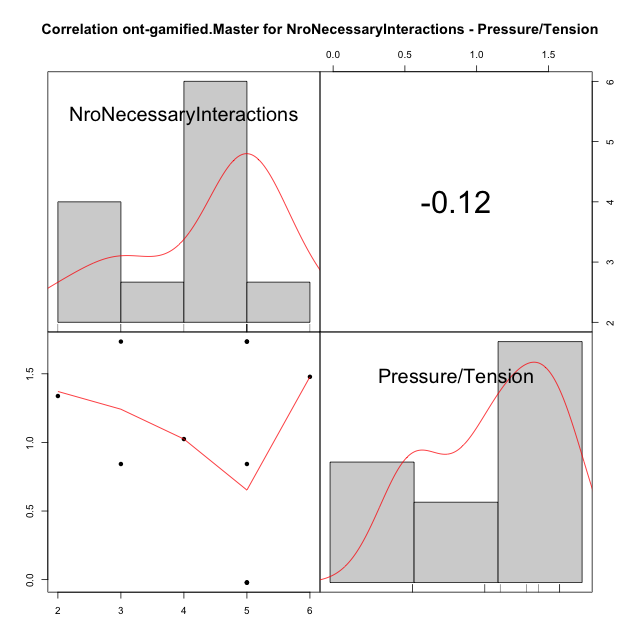 Correlation ont-gamified.Master for NroNecessaryInteractions - Pressure/Tension
0.0 0.5 1.0 1.5
NroNecessaryInteractions
-0.12
6
5
4
3
2
Pressure/Tension
1.5
1.0
0.5
0.0
2 3 4 5 6